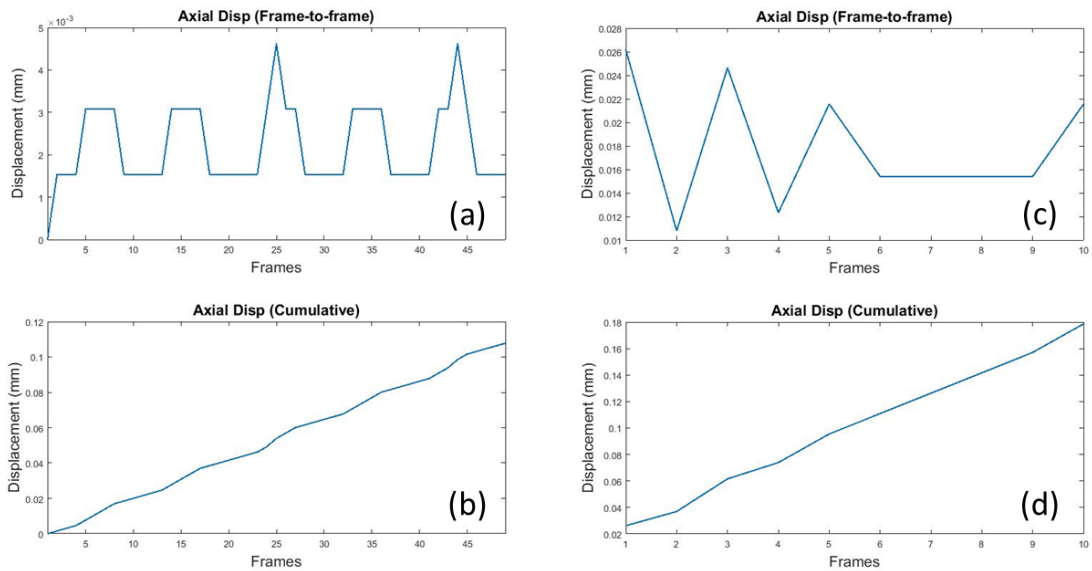 Axial Disp (Frame-to-frame)
× 10⁻³
5
4
3
2
1
0
Displacement (mm)
5 10 15 20 25 30 35 40 45
Frames
(a)
Axial Disp (Frame-to-frame)
0.028
0.026
0.024
0.022
0.02
0.018
0.016
0.014
0.012
0.01
Displacement (mm)
1 2 3 4 5 6 7 8 9 10
Frames
(c)
Axial Disp (Cumulative)
0.12
0.1
0.08
0.06
0.04
0.02
0
Displacement (mm)
5 10 15 20 25 30 35 40 45
Frames
(b)
Axial Disp (Cumulative)
0.18
0.16
0.14
0.12
0.1
0.08
0.06
0.04
0.02
Displacement (mm)
1 2 3 4 5 6 7 8 9 10
Frames
(d)